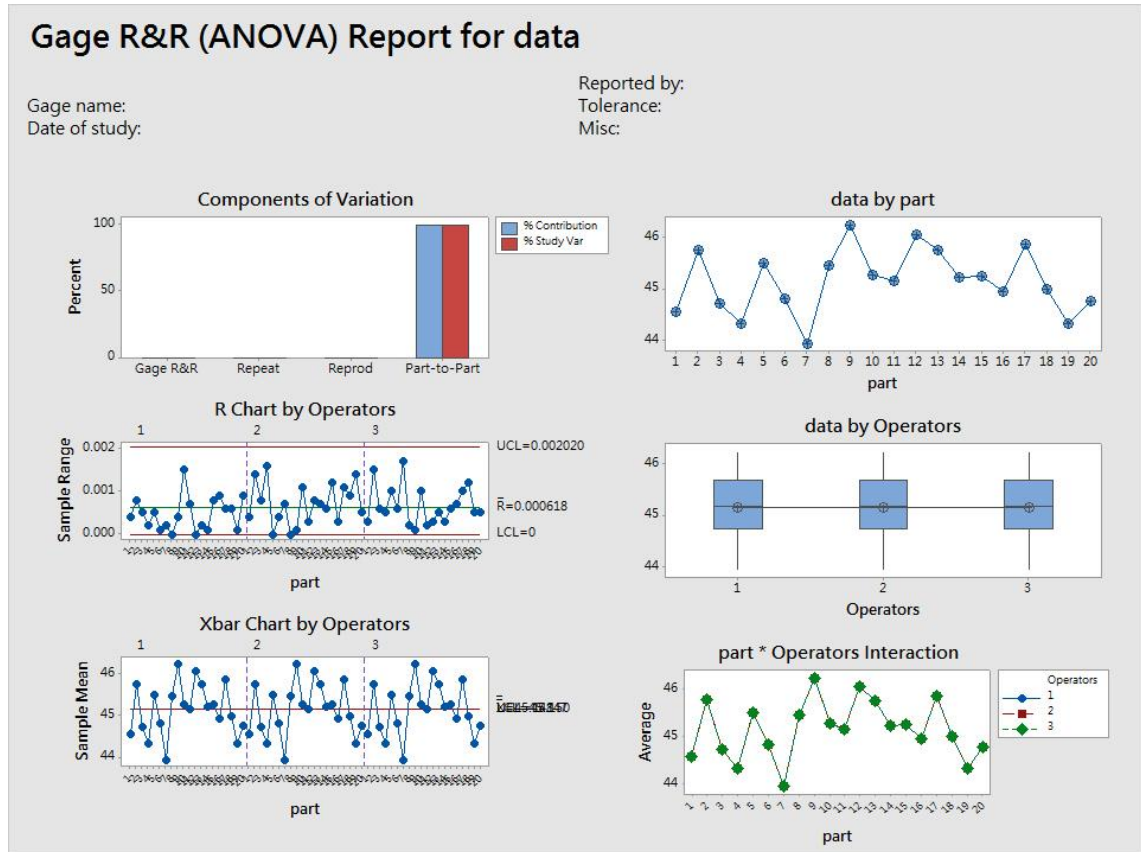 Gage R&R (ANOVA) Report for data
Reported by:
Gage name:
Tolerance:
Date of study:
Misc:
Components of Variation
100
50
0
Percent
Gage R&R Repeat Reprod Part-to-Part
% Contribution
% Study Var
R Chart by Operators
1 2 3
0.002
0.001
0.000
Sample Range
UCL=0.002020
R=0.000618
LCL=0
part
Xbar Chart by Operators
1 2 3
46
45
44
Sample Mean
part
data by part
46
45
44
1 2 3 4 5 6 7 8 9 10 11 12 13 14 15 16 17 18 19 20
part
data by Operators
46
45
44
1 2 3
Operators
part * Operators Interaction
46
45
44
Average
1 2 3 4 5 6 7 8 9 10 11 12 13 14 15 16 17 18 19 20
part
Operators
1
2
3